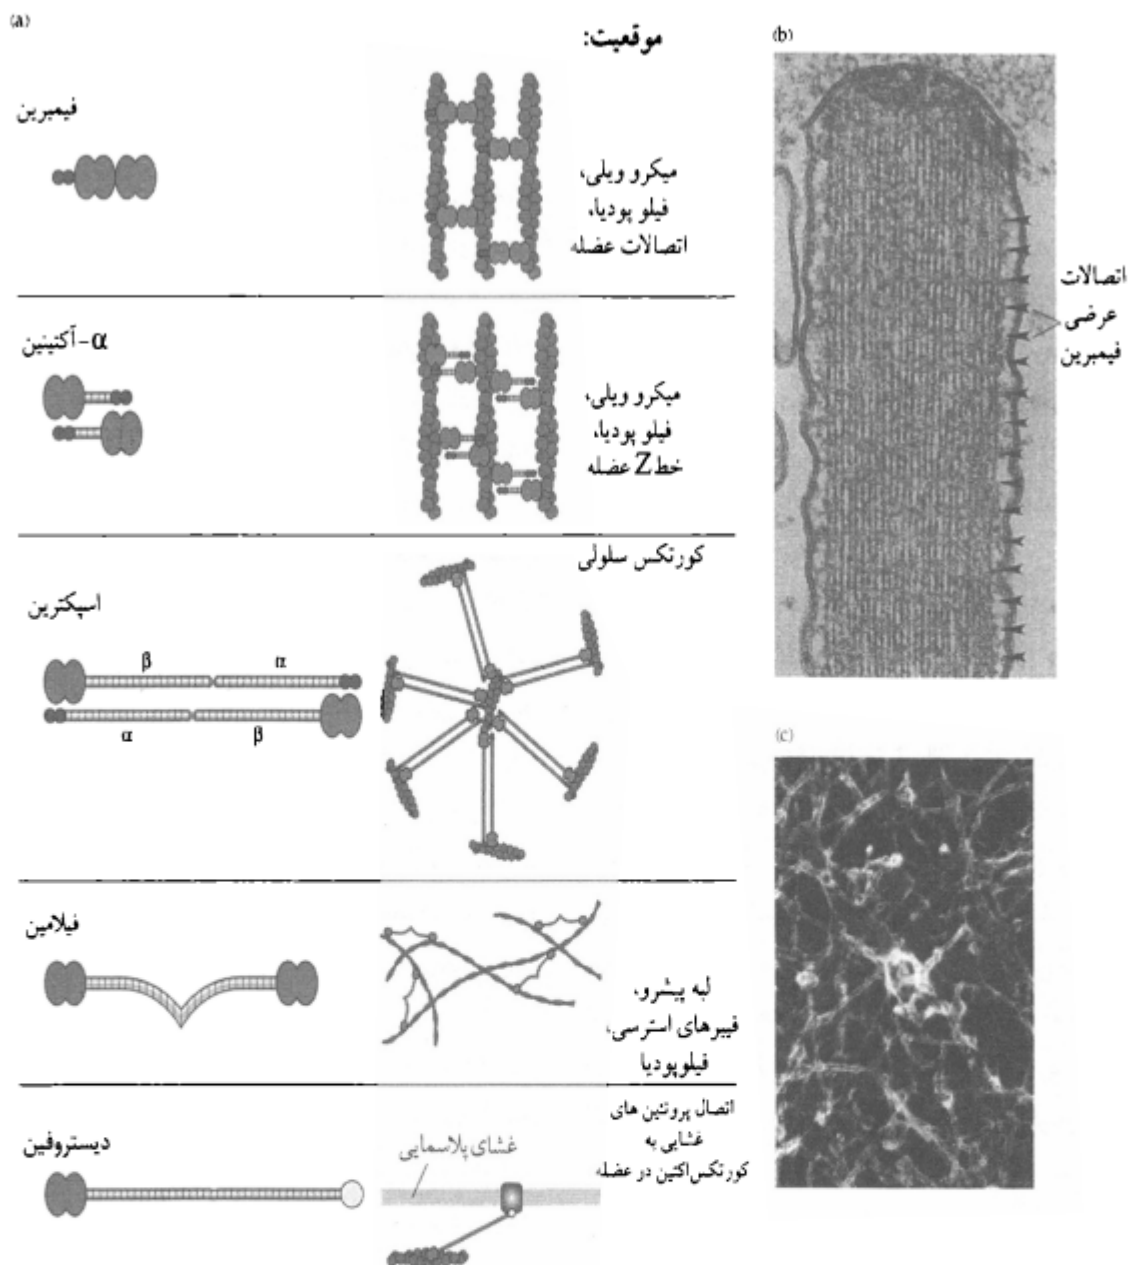 (a)
موقعیت:
فیمبرین
میکرو ویلی،
فیلو پودیا،
اتصالات عضله
α-آکتینین
میکرو ویلی،
فیلو پودیا،
خط Z عضله
اسپکترین
کورتکس سلولی
β
α
α
β
فیلامین
لبه پیشرو،
فیبرهای استرسی،
فیلوپودیا
دیستروفین
غشای پلاسمایی
اتصال پروتئین های
غشایی به
کورتکس اکتین در عضله
(b)
اتصالات
عرضی
فیمبرین
(c)